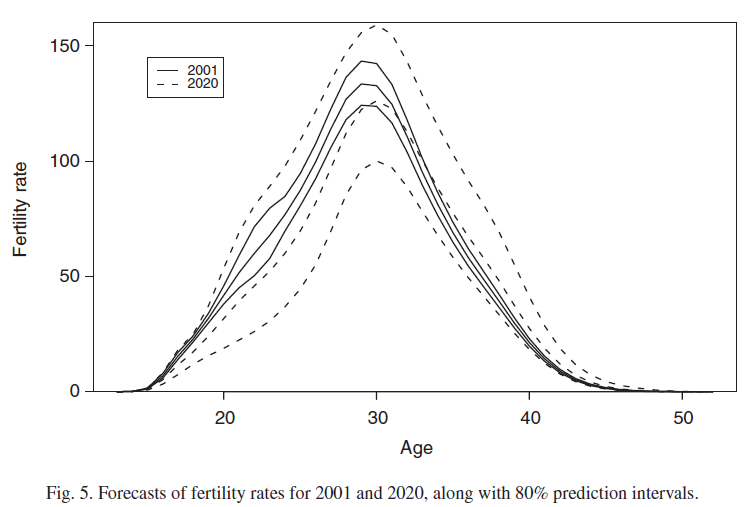 150
2001
2020
100
Fertility rate
50
0
20 30 40 50
Age
Fig. 5. Forecasts of fertility rates for 2001 and 2020, along with 80% prediction intervals.